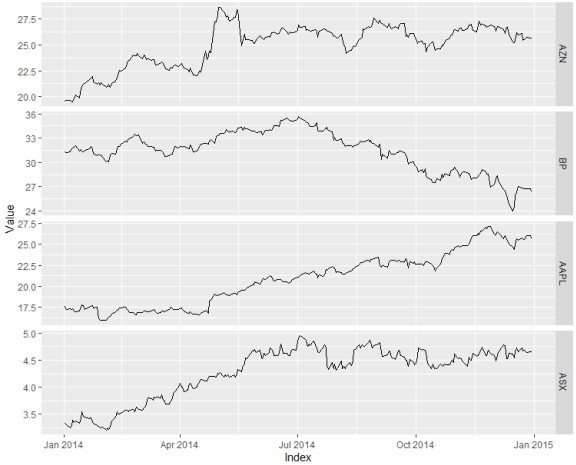 27.5
25.0
22.5
20.0
AZN
36
33
30
27
24
BP
Value
27.5
25.0
22.5
20.0
17.5
AAPL
5.0
4.5
4.0
3.5
ASX
Jan 2014
Apr 2014
Jul 2014
Oct 2014
Jan 2015
Index